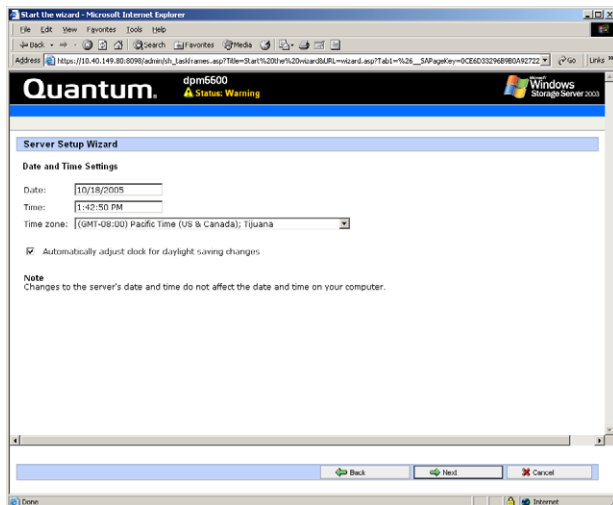 Start the wizard - Microsoft Internet Explorer
File Edit View Favorites Tools Help
Back Search Favorites Media
Address https://10.40.149.80:8098/admin/sh_taskframes.asp?Title=Start%20the%20wizard&URL=wizard.asp?Tab1=%26__SAPageKey=0CE6D33296B9B0A92722 Go Links »
Quantum. dpm5500 Microsoft Windows
Status: Warning Storage Server 2003
Server Setup Wizard
Date and Time Settings
Date: 10/18/2005
Time: 1:42:50 PM
Time zone: (GMT-08:00) Pacific Time (US & Canada); Tijuana
Automatically adjust clock for daylight saving changes
Note
Changes to the server's date and time do not affect the date and time on your computer.
Back Next Cancel
Done Internet